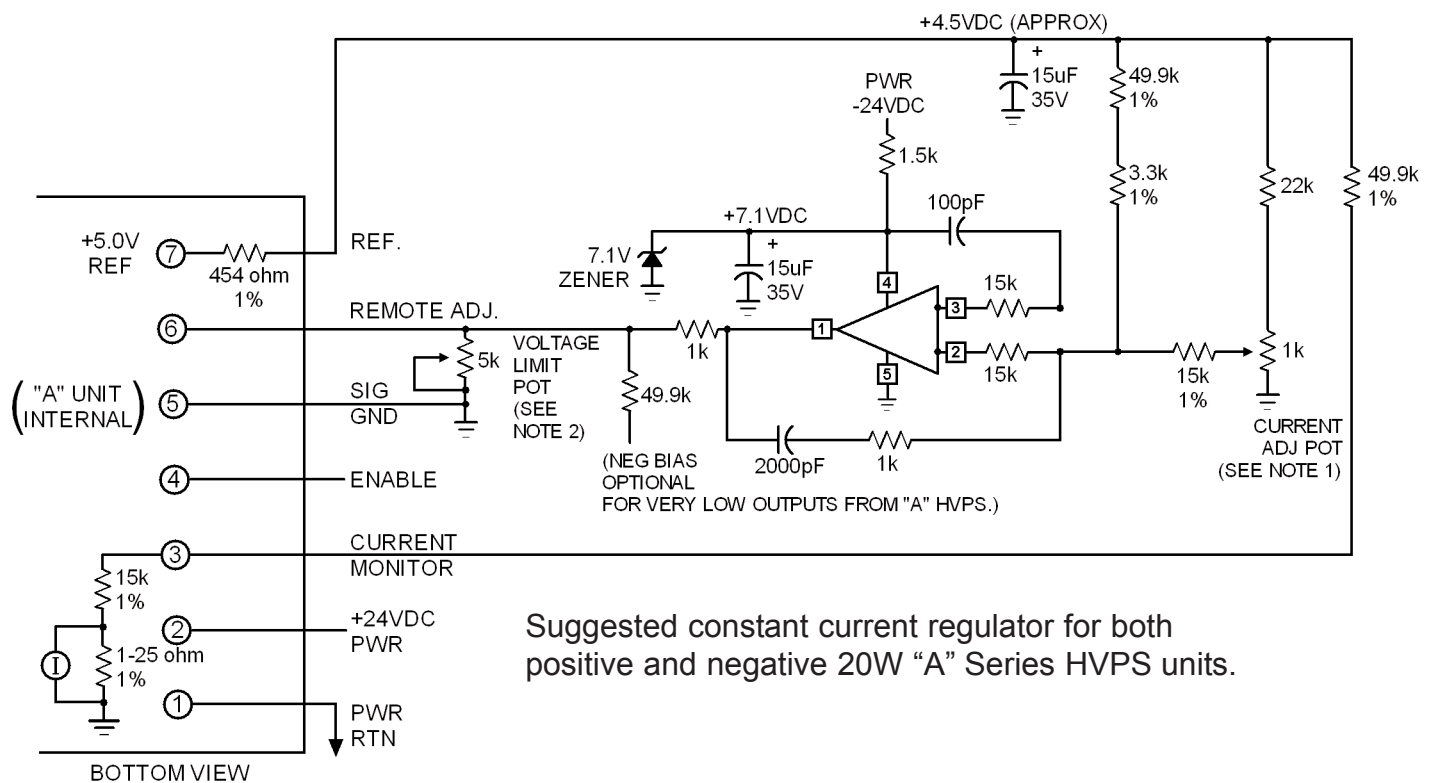 +4.5VDC (APPROX)
+
15uF
35V
49.9k
1%
PWR
-24VDC
1.5k
3.3k
1%
22k
49.9k
1%
100pF
+7.1VDC
+5.0V
REF
7
454 ohm
1%
REF.
7.1V
ZENER
+
15uF
35V
4
15k
3
6
REMOTE ADJ.
1k
1
2
15k
5
15k
1%
1k
5k
VOLTAGE
LIMIT
POT
(SEE
NOTE 2)
49.9k
("A" UNIT
INTERNAL)
5
SIG
GND
CURRENT
ADJ POT
(SEE NOTE 1)
2000pF
1k
(NEG BIAS
OPTIONAL
FOR VERY LOW OUTPUTS FROM "A" HVPS.)
4
ENABLE
3
CURRENT
MONITOR
15k
1%
2
+24VDC
PWR
I
1-25 ohm
1%
1
PWR
RTN
Suggested constant current regulator for both
positive and negative 20W “A” Series HVPS units.
BOTTOM VIEW